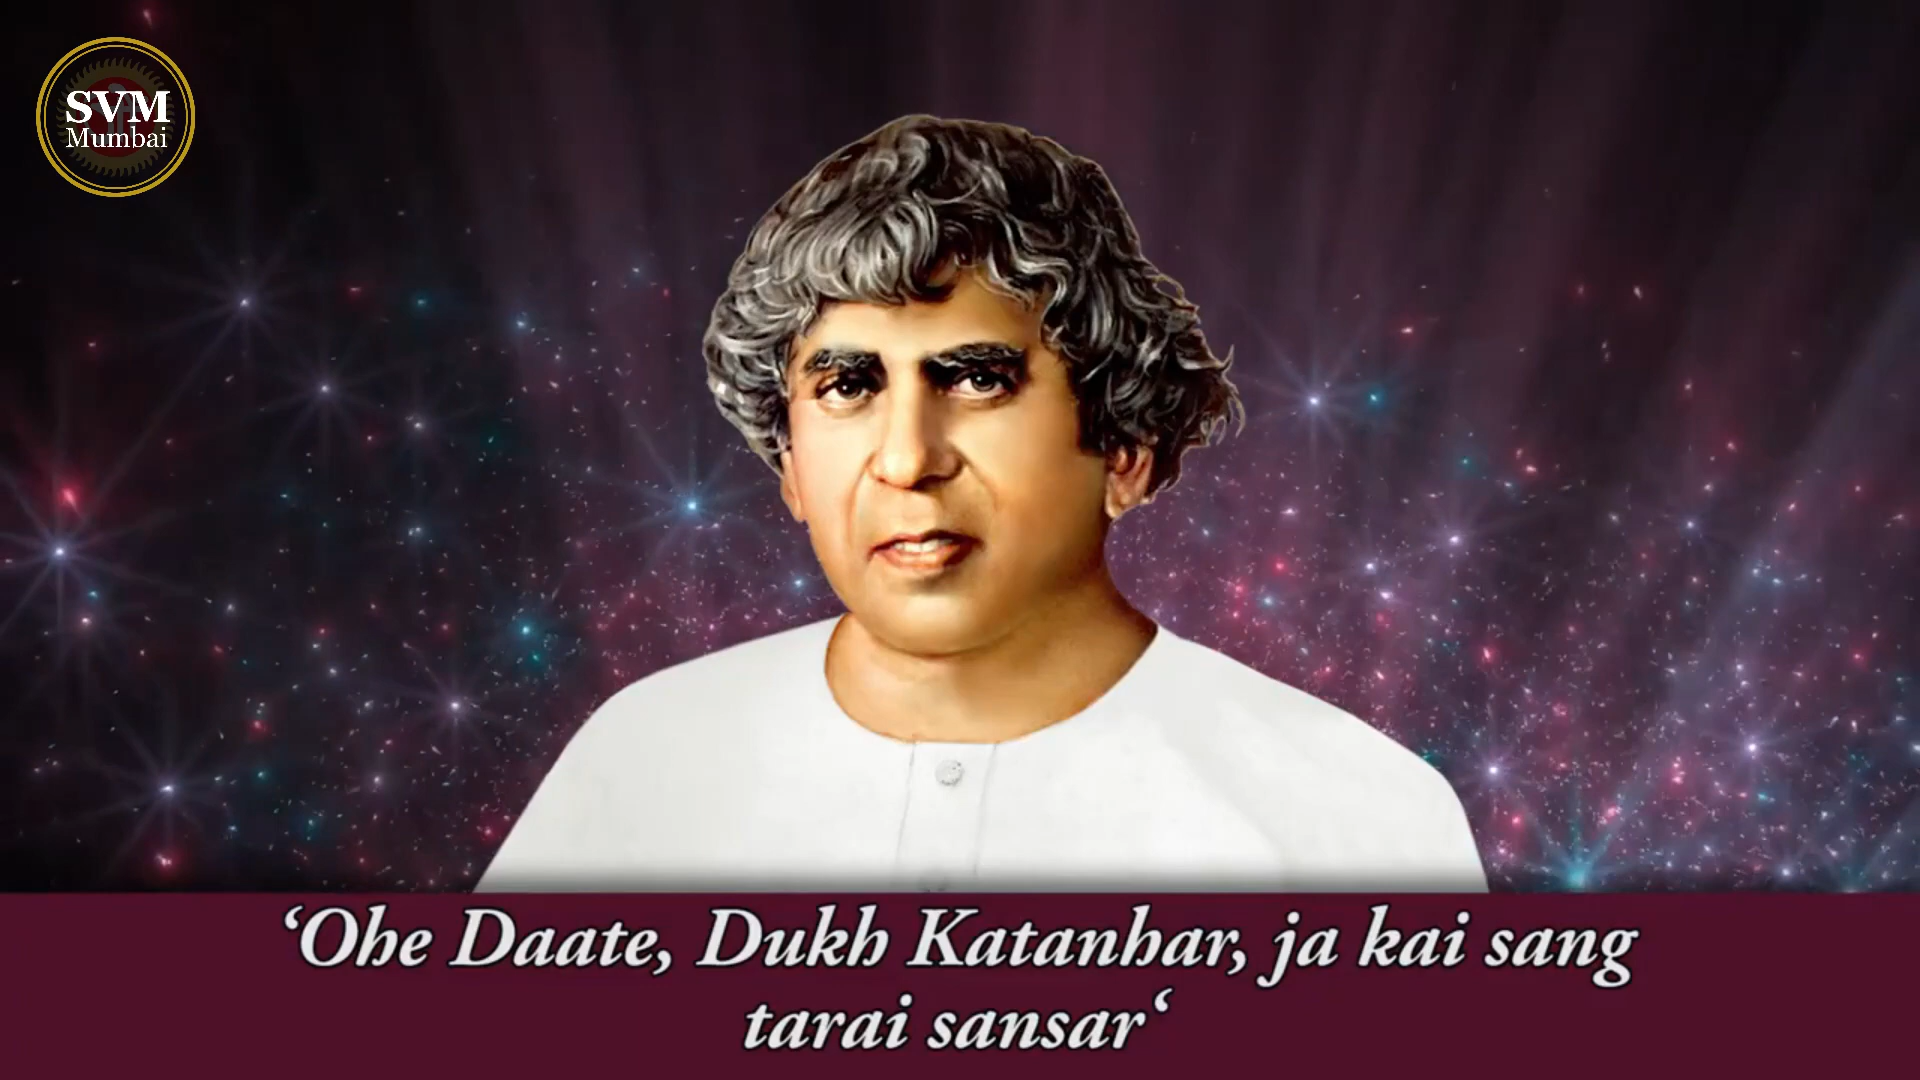 SVM
Mumbai
‘Ohe Daate, Dukh Katanhar, ja kai sang
tarai sansar‘